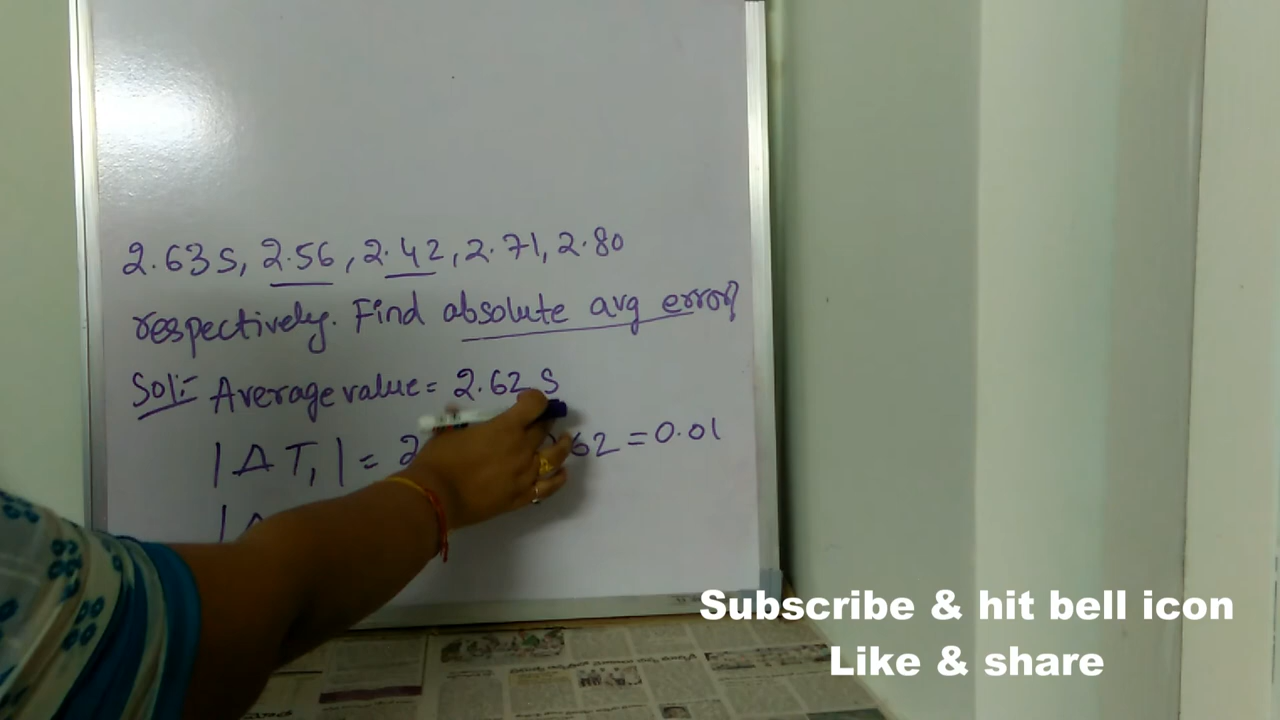 2.63 s, 2.56, 2.42, 2.71, 2.80
respectively. Find absolute avg error?
Sol:- Average value = 2.62 s
|ΔT₁| = 2 62 = 0.01
Subscribe & hit bell icon
Like & share